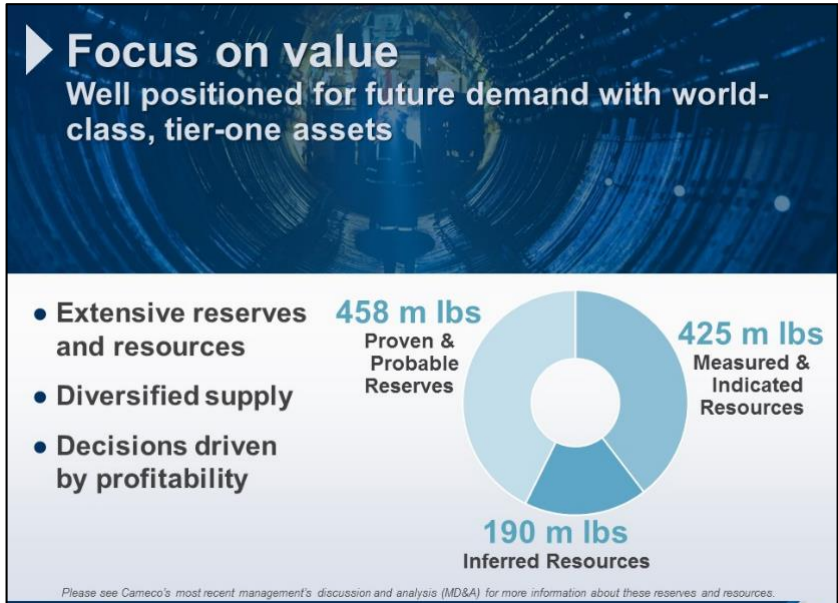 Focus on value
Well positioned for future demand with world-
class, tier-one assets
• Extensive reserves
and resources
• Diversified supply
• Decisions driven
by profitability
458 m lbs
Proven &
Probable
Reserves
425 m lbs
Measured &
Indicated
Resources
190 m lbs
Inferred Resources
Please see Cameco's most recent management's discussion and analysis (MD&A) for more information about these reserves and resources.